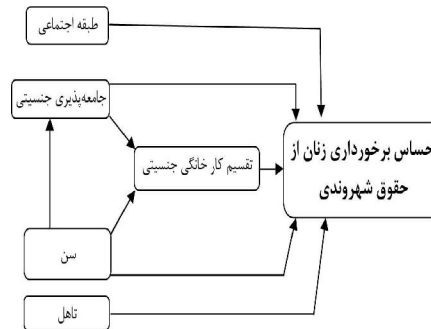 طبقه اجتماعی
جامعه‌پذیری جنسیتی
حساس برخورداری زنان از
حقوق شهروندی
تقسیم کار خانگی جنسیتی
سن
تاهل